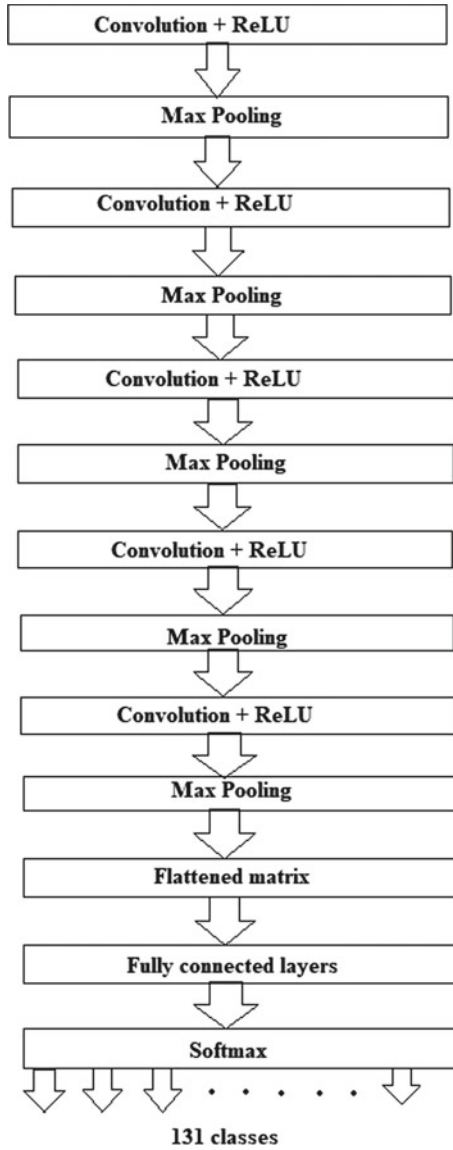 Convolution + ReLU
Max Pooling
Convolution + ReLU
Max Pooling
Convolution + ReLU
Max Pooling
Convolution + ReLU
Max Pooling
Convolution + ReLU
Max Pooling
Flattened matrix
Fully connected layers
Softmax
131 classes